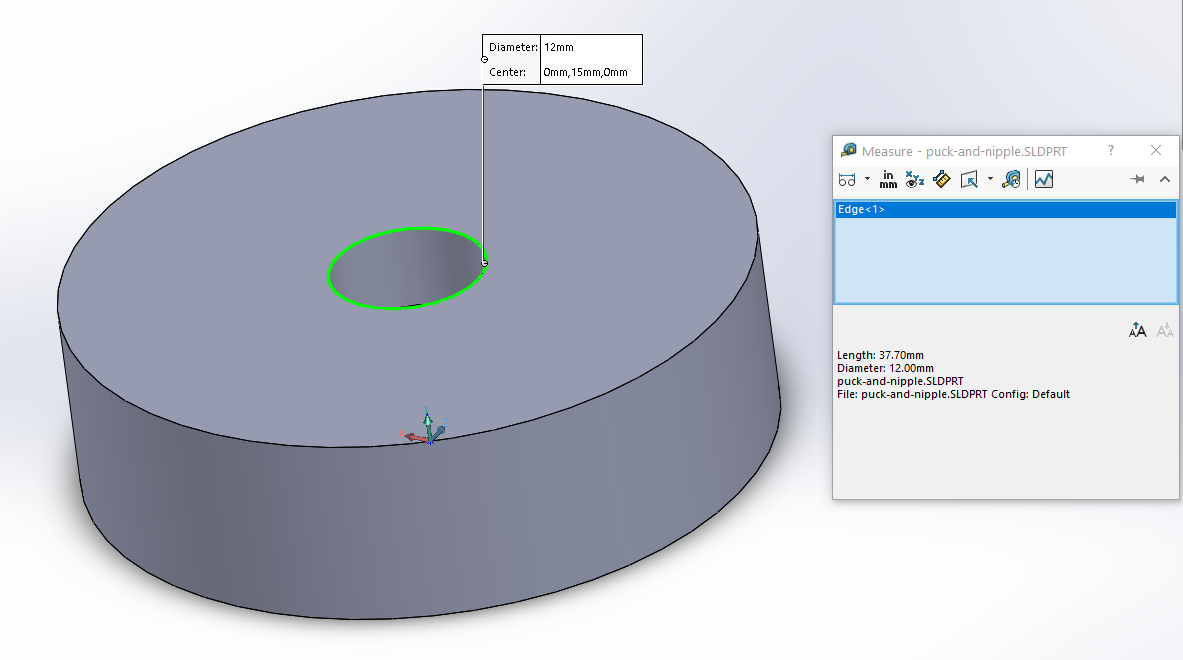 Diameter: 12mm
Center: 0mm,15mm,0mm
Measure - puck-and-nipple.SLDPRT
?
in
mm
XYZ
Edge<1>
Length: 37.70mm
Diameter: 12.00mm
puck-and-nipple.SLDPRT
File: puck-and-nipple.SLDPRT Config: Default